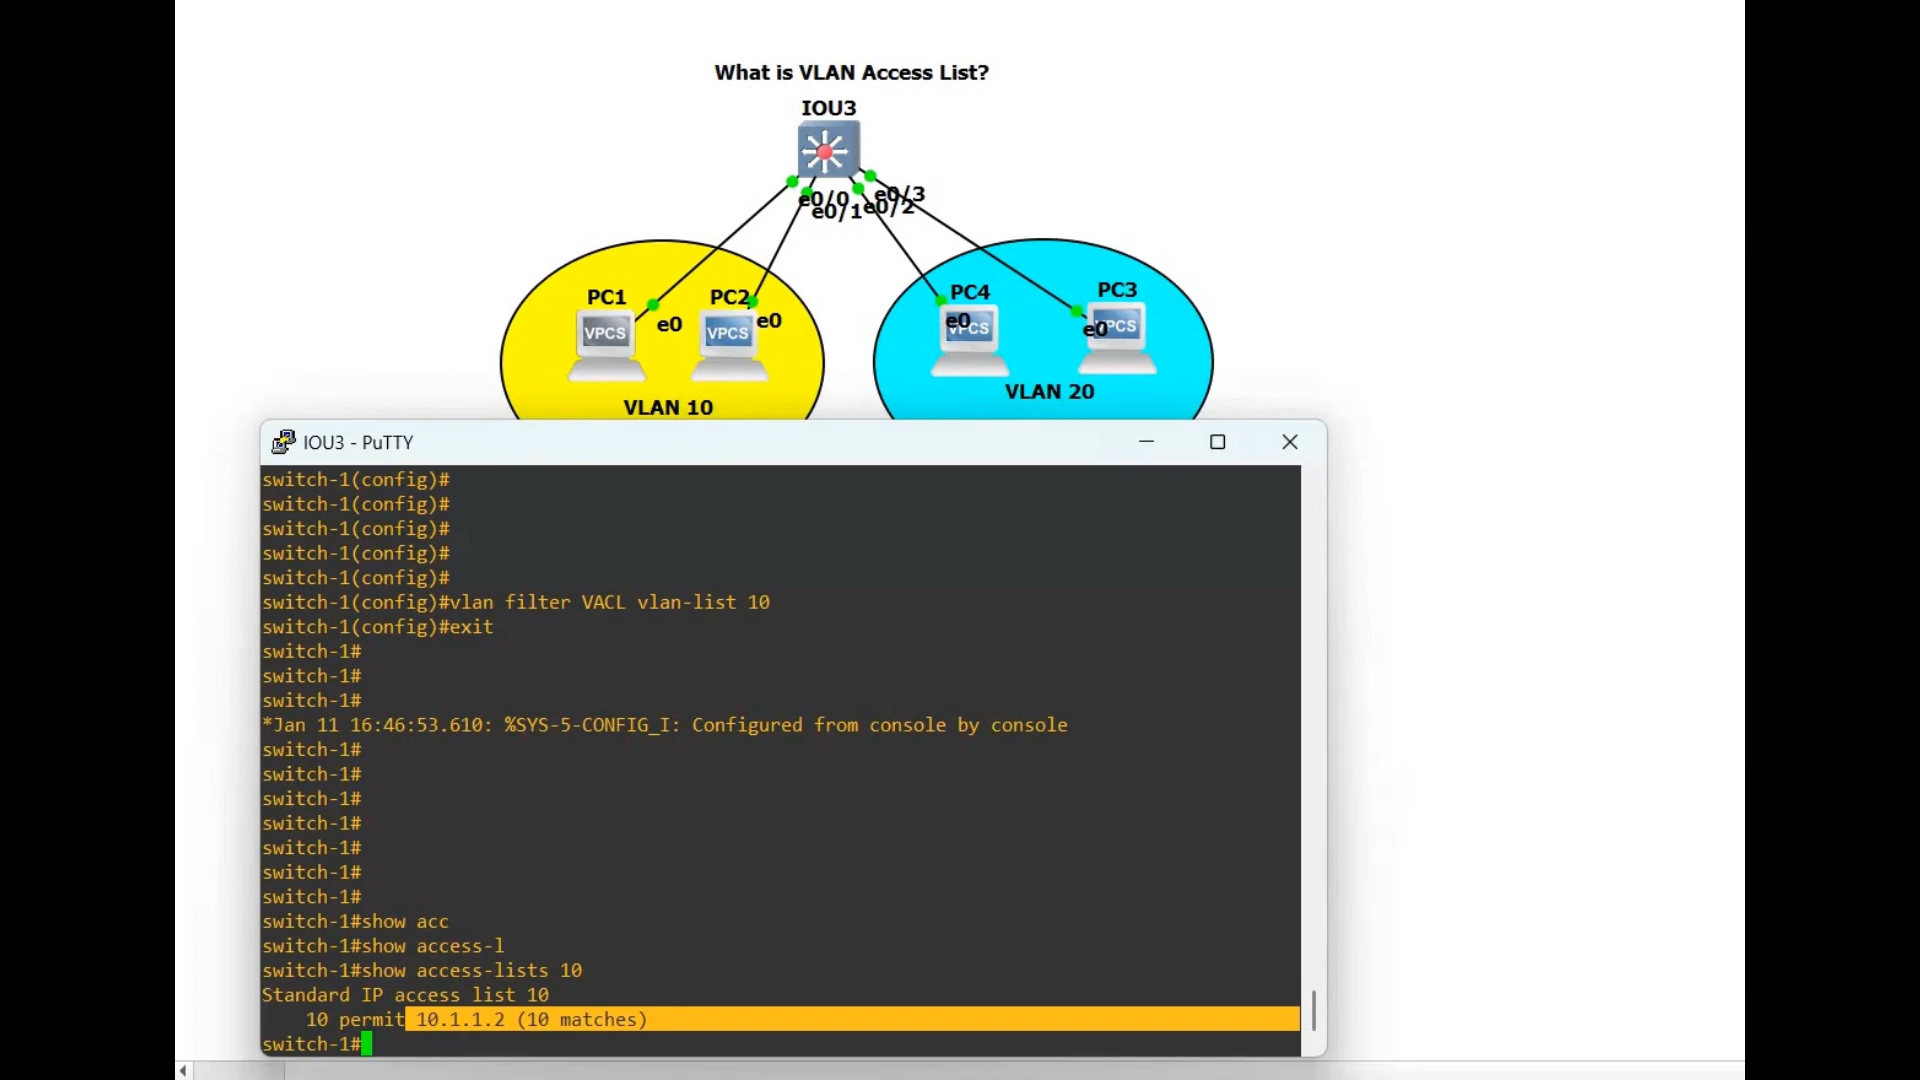 What is VLAN Access List?
IOU3
e0/0
e0/1
e0/2
e0/3
PC1
PC2
PC4
PC3
VPCS
e0
VPCS
e0
VPCS
e0
VPCS
e0
VLAN 10
VLAN 20
IOU3 - PuTTY
switch-1(config)#
switch-1(config)#
switch-1(config)#
switch-1(config)#
switch-1(config)#
switch-1(config)#vlan filter VACL vlan-list 10
switch-1(config)#exit
switch-1#
switch-1#
switch-1#
*Jan 11 16:46:53.610: %SYS-5-CONFIG_I: Configured from console by console
switch-1#
switch-1#
switch-1#
switch-1#
switch-1#
switch-1#
switch-1#
switch-1#show acc
switch-1#show access-l
switch-1#show access-lists 10
Standard IP access list 10
10 permit 10.1.1.2 (10 matches)
switch-1#